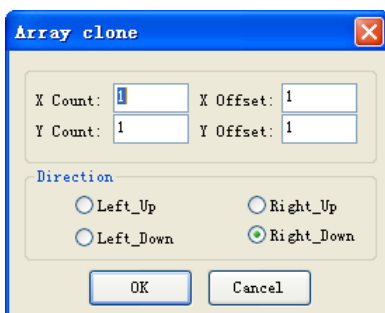 Array clone
X Count: 1 X Offset: 1
Y Count: 1 Y Offset: 1
Direction
Left_Up Right_Up
Left_Down Right_Down
OK Cancel